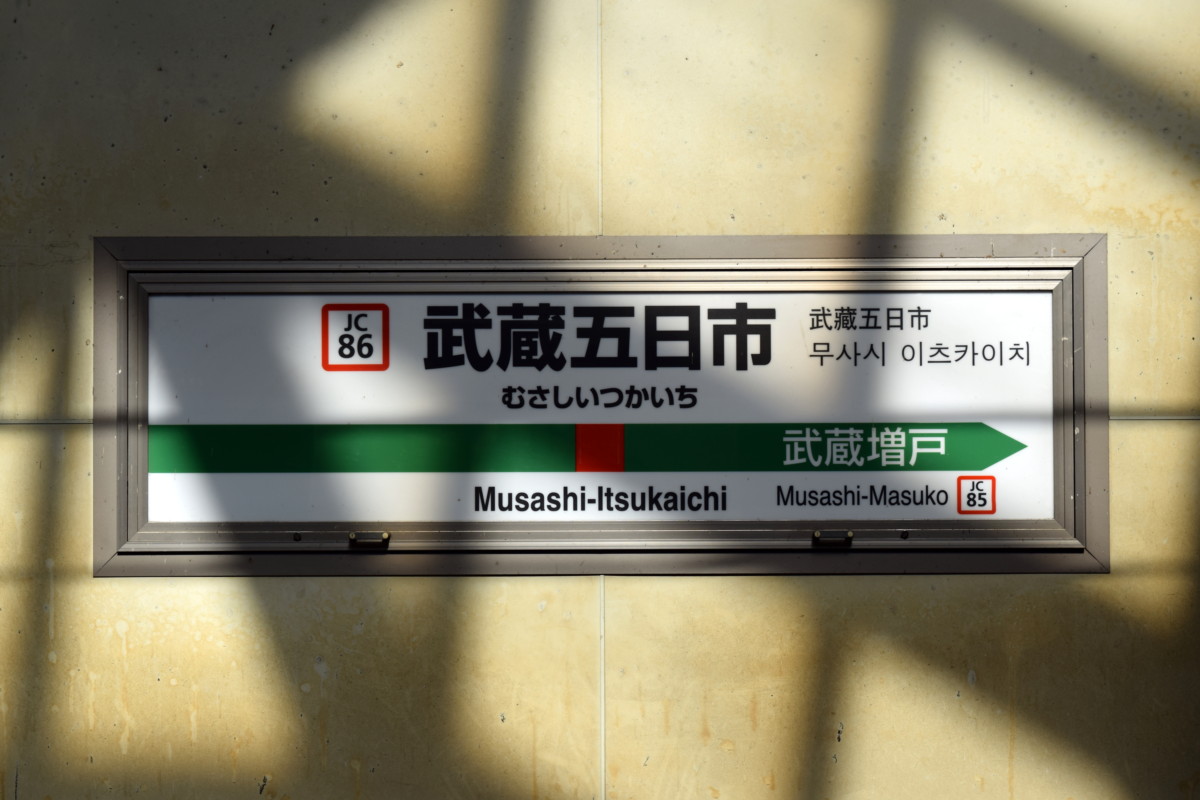 JC
86
武蔵五日市
むさしいつかいち
武藏五日市
무사시 이츠카이치
武蔵増戸
Musashi-Itsukaichi
Musashi-Masuko
JC
85